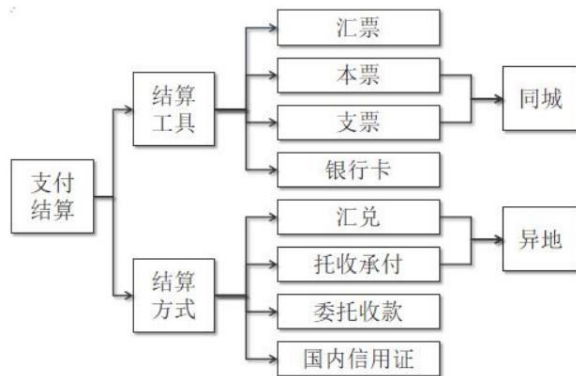 支付
结算
结算
工具
汇票
本票
支票
银行卡
同城
结算
方式
汇兑
托收承付
委托收款
国内信用证
异地